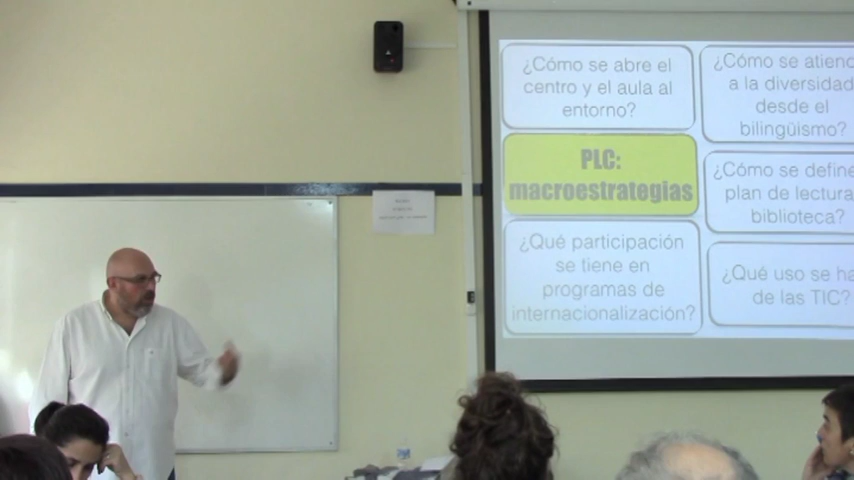 ¿Cómo se abre el
centro y el aula al
entorno?
¿Cómo se atiend
a la diversidad
desde el
bilingüismo?
PLC:
macroestrategias
¿Cómo se define
plan de lectura
biblioteca?
¿Qué participación
se tiene en
programas de
internacionalización?
¿Qué uso se ha
de las TIC?